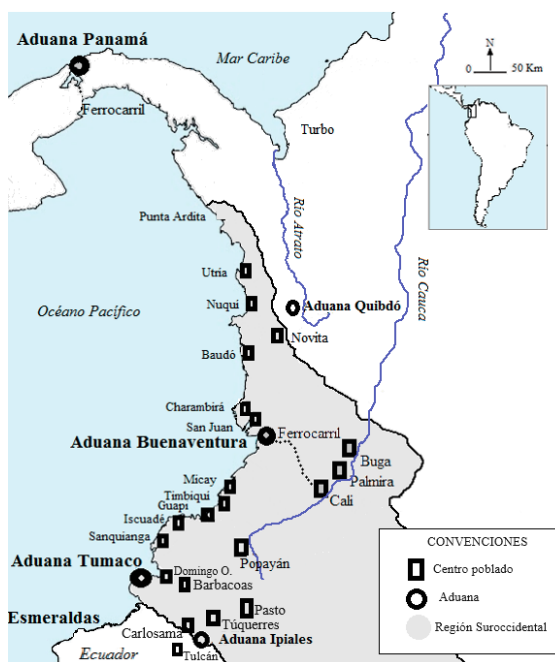 Aduana Panamá
Mar Caribe
N
0 50 Km
Ferrocarril
Turbo
Punta Ardita
Río Atrato
Río Cauca
Utría
Océano Pacífico
Nuquí
Aduana Quibdó
Novita
Baudó
Charambirá
San Juan
Aduana Buenaventura
Ferrocarril
Buga
Palmira
Cali
Micay
Timbiquí
Guapi
Iscuadé
Sanquianga
Popayán
CONVENCIONES
Centro poblado
Aduana
Región Suroccidental
Aduana Tumaco
Domingo O.
Barbacoas
Esmeraldas
Pasto
Túquerres
Carlosama
Aduana Ipiales
Ecuador
Tulcán